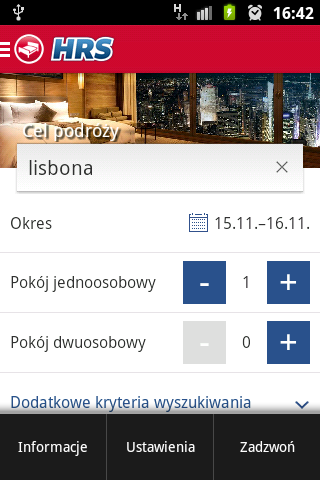 H
16:42
HRS
Cel podróży
lisbona
Okres 15.11.–16.11.
Pokój jednoosobowy - 1 +
Pokój dwuosobowy - 0 +
Dodatkowe kryteria wyszukiwania
Informacje Ustawienia Zadzwoń